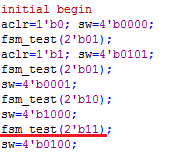 initial begin
aclr=1'b0; sw=4'b0000;
fsm_test(2'b01);
aclr=1'b1; sw=4'b0101;
fsm_test(2'b01);
sw=4'b0001;
fsm_test(2'b10);
sw=4'b1000;
fsm_test(2'b11);
sw=4'b0100;